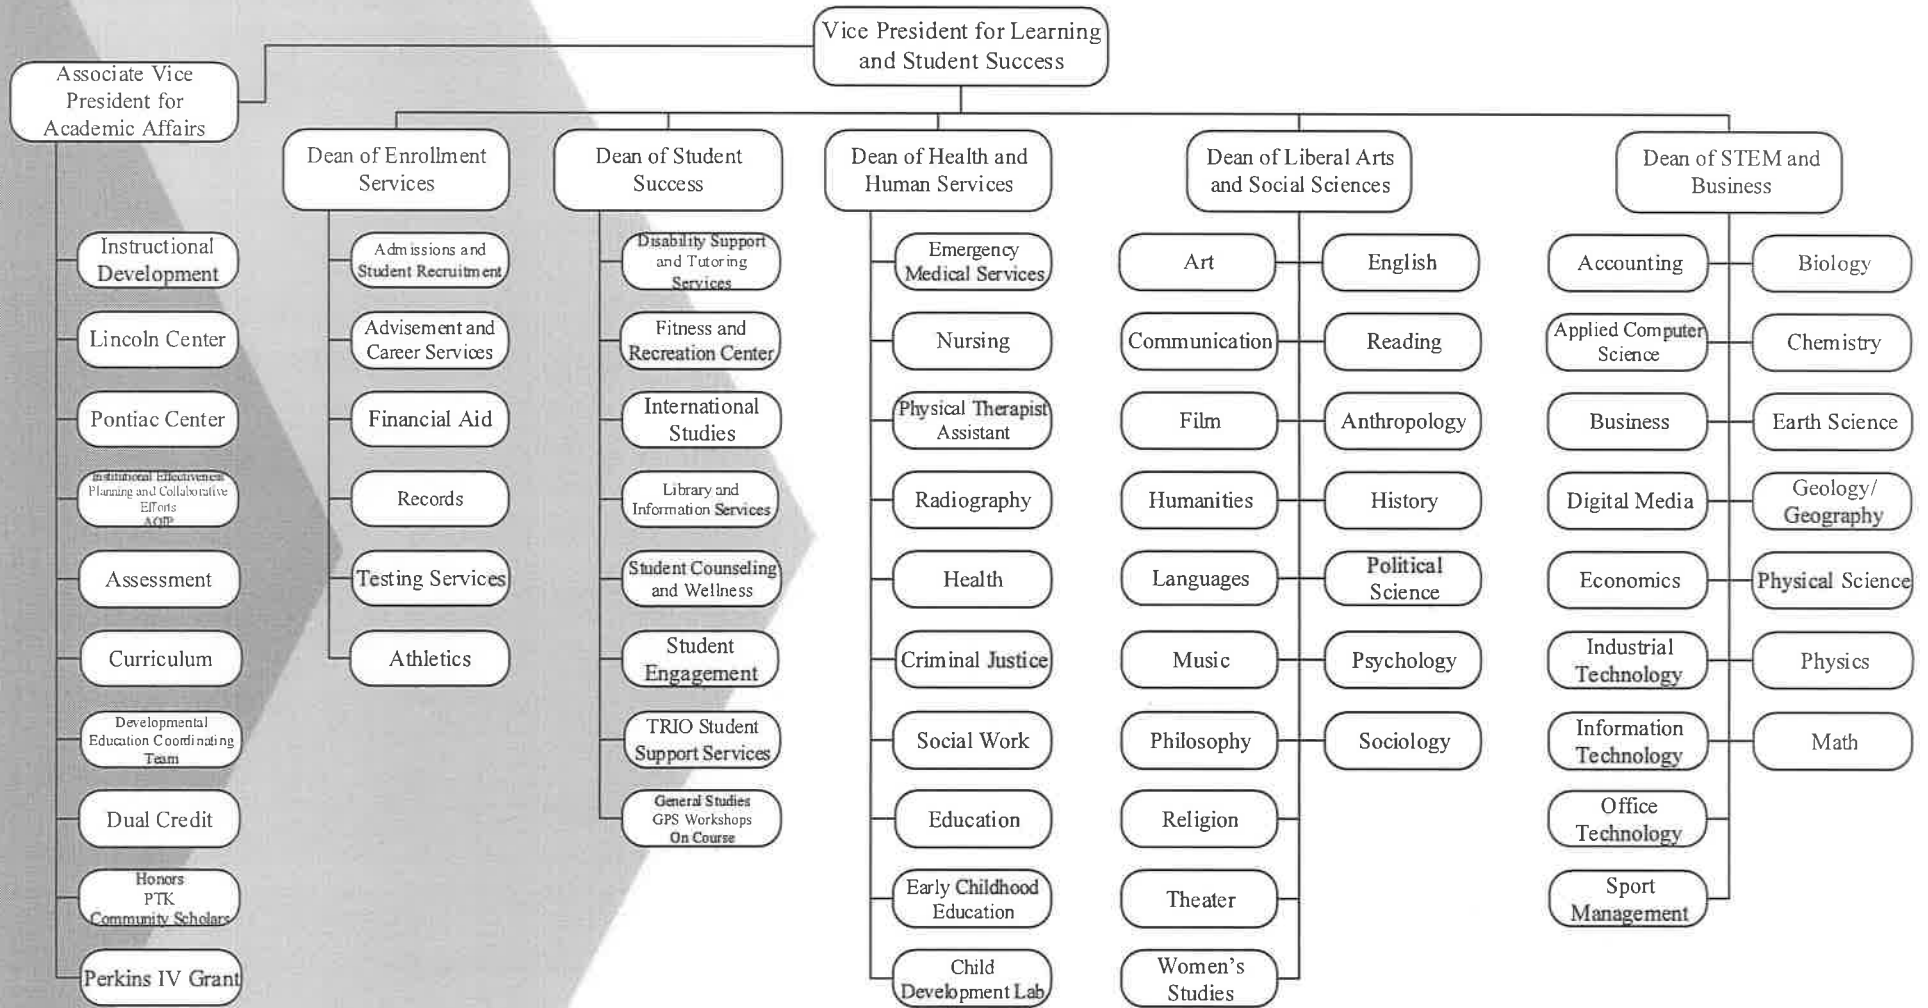 Vice President for Learning
and Student Success
Associate Vice
President for
Academic Affairs
Instructional
Development
Lincoln Center
Pontiac Center
Institutional Effectiveness
Planning and Collaborative
Efforts
AQIP
Assessment
Curriculum
Developmental
Education Coordinating
Team
Dual Credit
Honors
PTK
Community Scholars
Perkins IV Grant
Dean of Enrollment
Services
Admissions and
Student Recruitment
Advisement and
Career Services
Financial Aid
Records
Testing Services
Athletics
Dean of Student
Success
Disability Support
and Tutoring
Services
Fitness and
Recreation Center
International
Studies
Library and
Information Services
Student Counseling
and Wellness
Student
Engagement
TRIO Student
Support Services
General Studies
GPS Workshops
On Course
Dean of Health and
Human Services
Emergency
Medical Services
Nursing
Physical Therapist
Assistant
Radiography
Health
Criminal Justice
Social Work
Education
Early Childhood
Education
Child
Development Lab
Dean of Liberal Arts
and Social Sciences
Art
Communication
Film
Humanities
Languages
Music
Philosophy
Religion
Theater
Women's
Studies
English
Reading
Anthropology
History
Political
Science
Psychology
Sociology
Dean of STEM and
Business
Accounting
Applied Computer
Science
Business
Digital Media
Economics
Industrial
Technology
Information
Technology
Office
Technology
Sport
Management
Biology
Chemistry
Earth Science
Geology/
Geography
Physical Science
Physics
Math